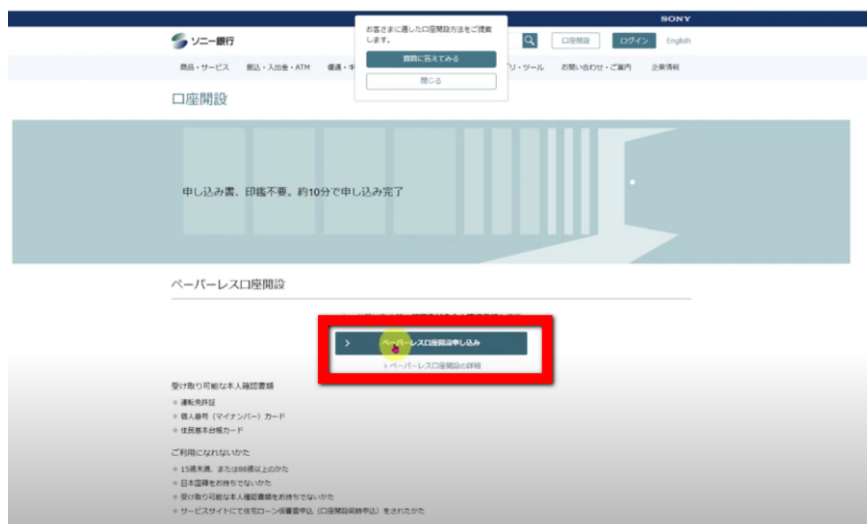 SONY
ソニー銀行
お客さまに適した口座開設方法をご提案
します。
質問に答えてみる
閉じる
口座開設
ログイン
English
商品・サービス
振込・入出金・ATM
優遇・キ
プリ・ツール
お問い合わせ・ご案内
企業情報
口座開設
申し込み書、印鑑不要。約10分で申し込み完了
ペーパーレス口座開設
ペーパーレス口座開設申し込み
ペーパーレス口座開設の詳細
受け取り可能な本人確認書類
運転免許証
個人番号（マイナンバー）カード
住民基本台帳カード
ご利用になれないかた
15歳未満、または80歳以上のかた
日本国籍をお持ちでないかた
受け取り可能な本人確認書類をお持ちでないかた
サービスサイトにて住宅ローン仮審査申込（口座開設同時申込）をされたかた